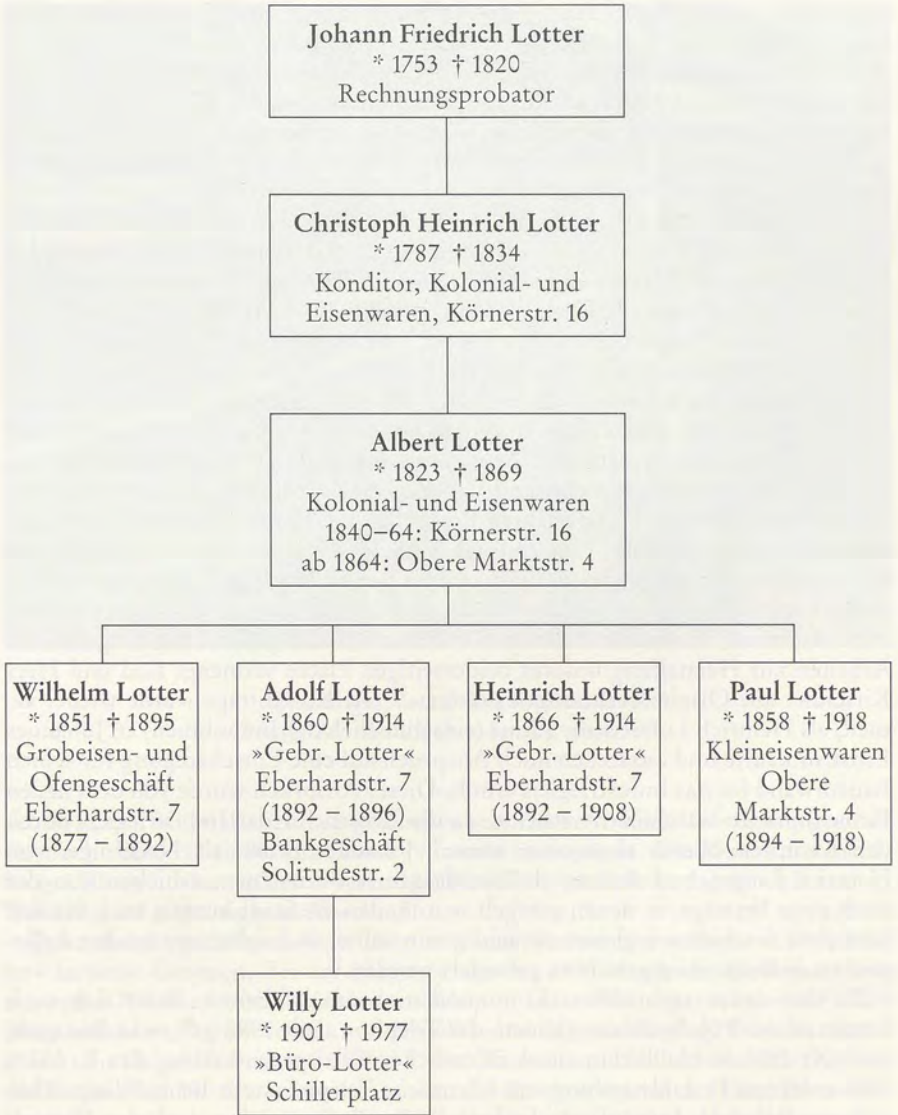 Johann Friedrich Lotter
* 1753 † 1820
Rechnungsprobator
Christoph Heinrich Lotter
* 1787 † 1834
Konditor, Kolonial- und
Eisenwaren, Körnerstr. 16
Albert Lotter
* 1823 † 1869
Kolonial- und Eisenwaren
1840–64: Körnerstr. 16
ab 1864: Obere Marktstr. 4
Wilhelm Lotter
* 1851 † 1895
Grobeisen- und
Ofengeschäft
Eberhardstr. 7
(1877 – 1892)
Adolf Lotter
* 1860 † 1914
»Gebr. Lotter«
Eberhardstr. 7
(1892 – 1896)
Bankgeschäft
Solitudestr. 2
Heinrich Lotter
* 1866 † 1914
»Gebr. Lotter«
Eberhardstr. 7
(1892 – 1908)
Paul Lotter
* 1858 † 1918
Kleineisenwaren
Obere
Marktstr. 4
(1894 – 1918)
Willy Lotter
* 1901 † 1977
»Büro-Lotter«
Schillerplatz